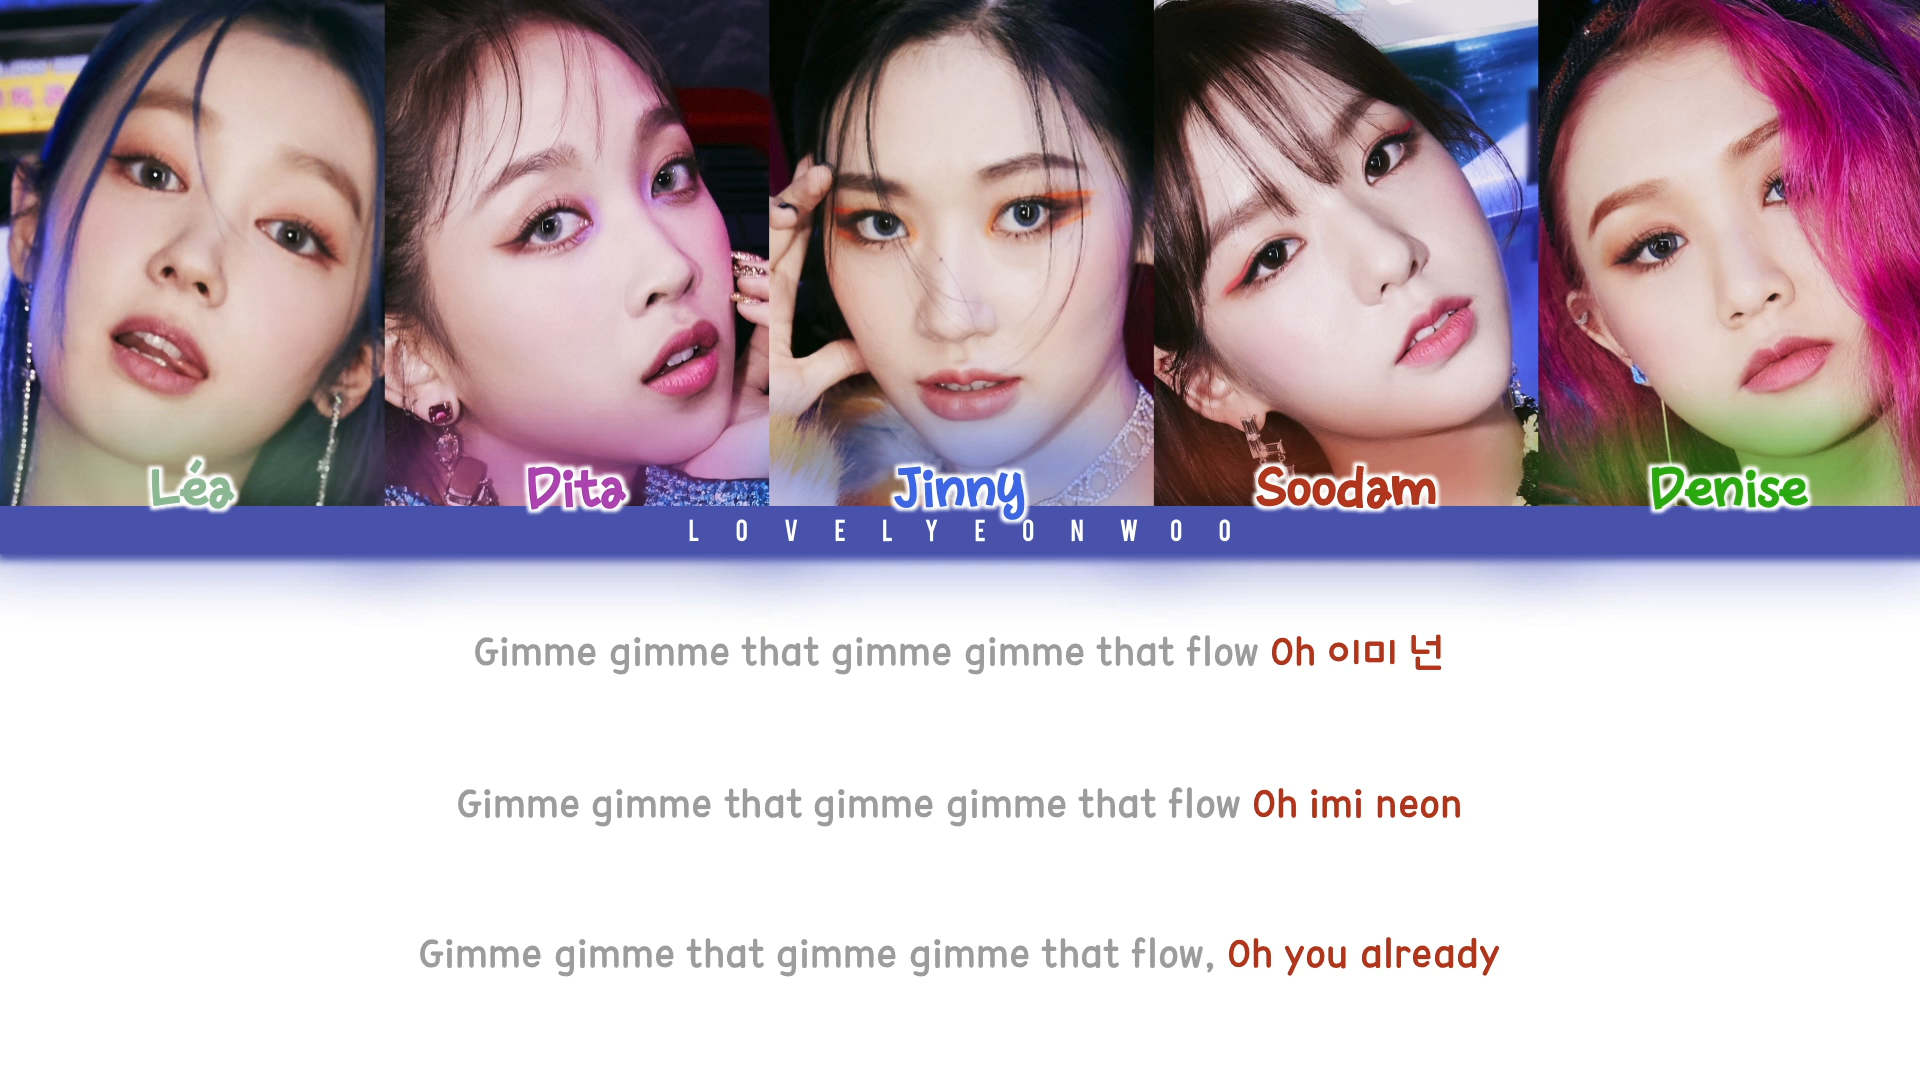 Léa Dita Jinny Soodam Denise
LOVELYEONWOO
Gimme gimme that gimme gimme that flow Oh 이미 넌
Gimme gimme that gimme gimme that flow Oh imi neon
Gimme gimme that gimme gimme that flow, Oh you already